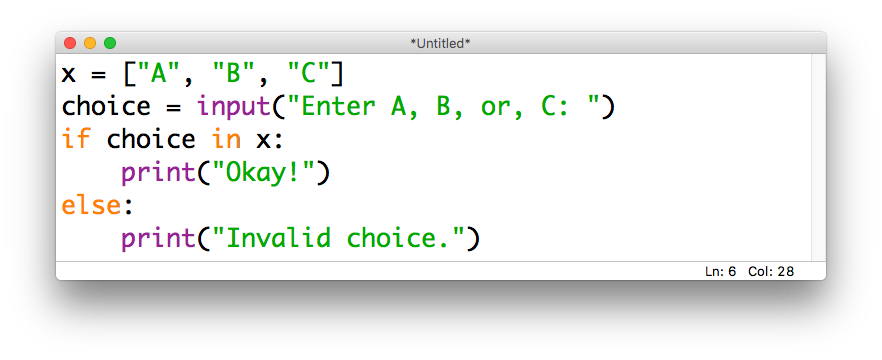 *Untitled*
x = ["A", "B", "C"]
choice = input("Enter A, B, or, C: ")
if choice in x:
    print("Okay!")
else:
    print("Invalid choice.")
Ln: 6 Col: 28